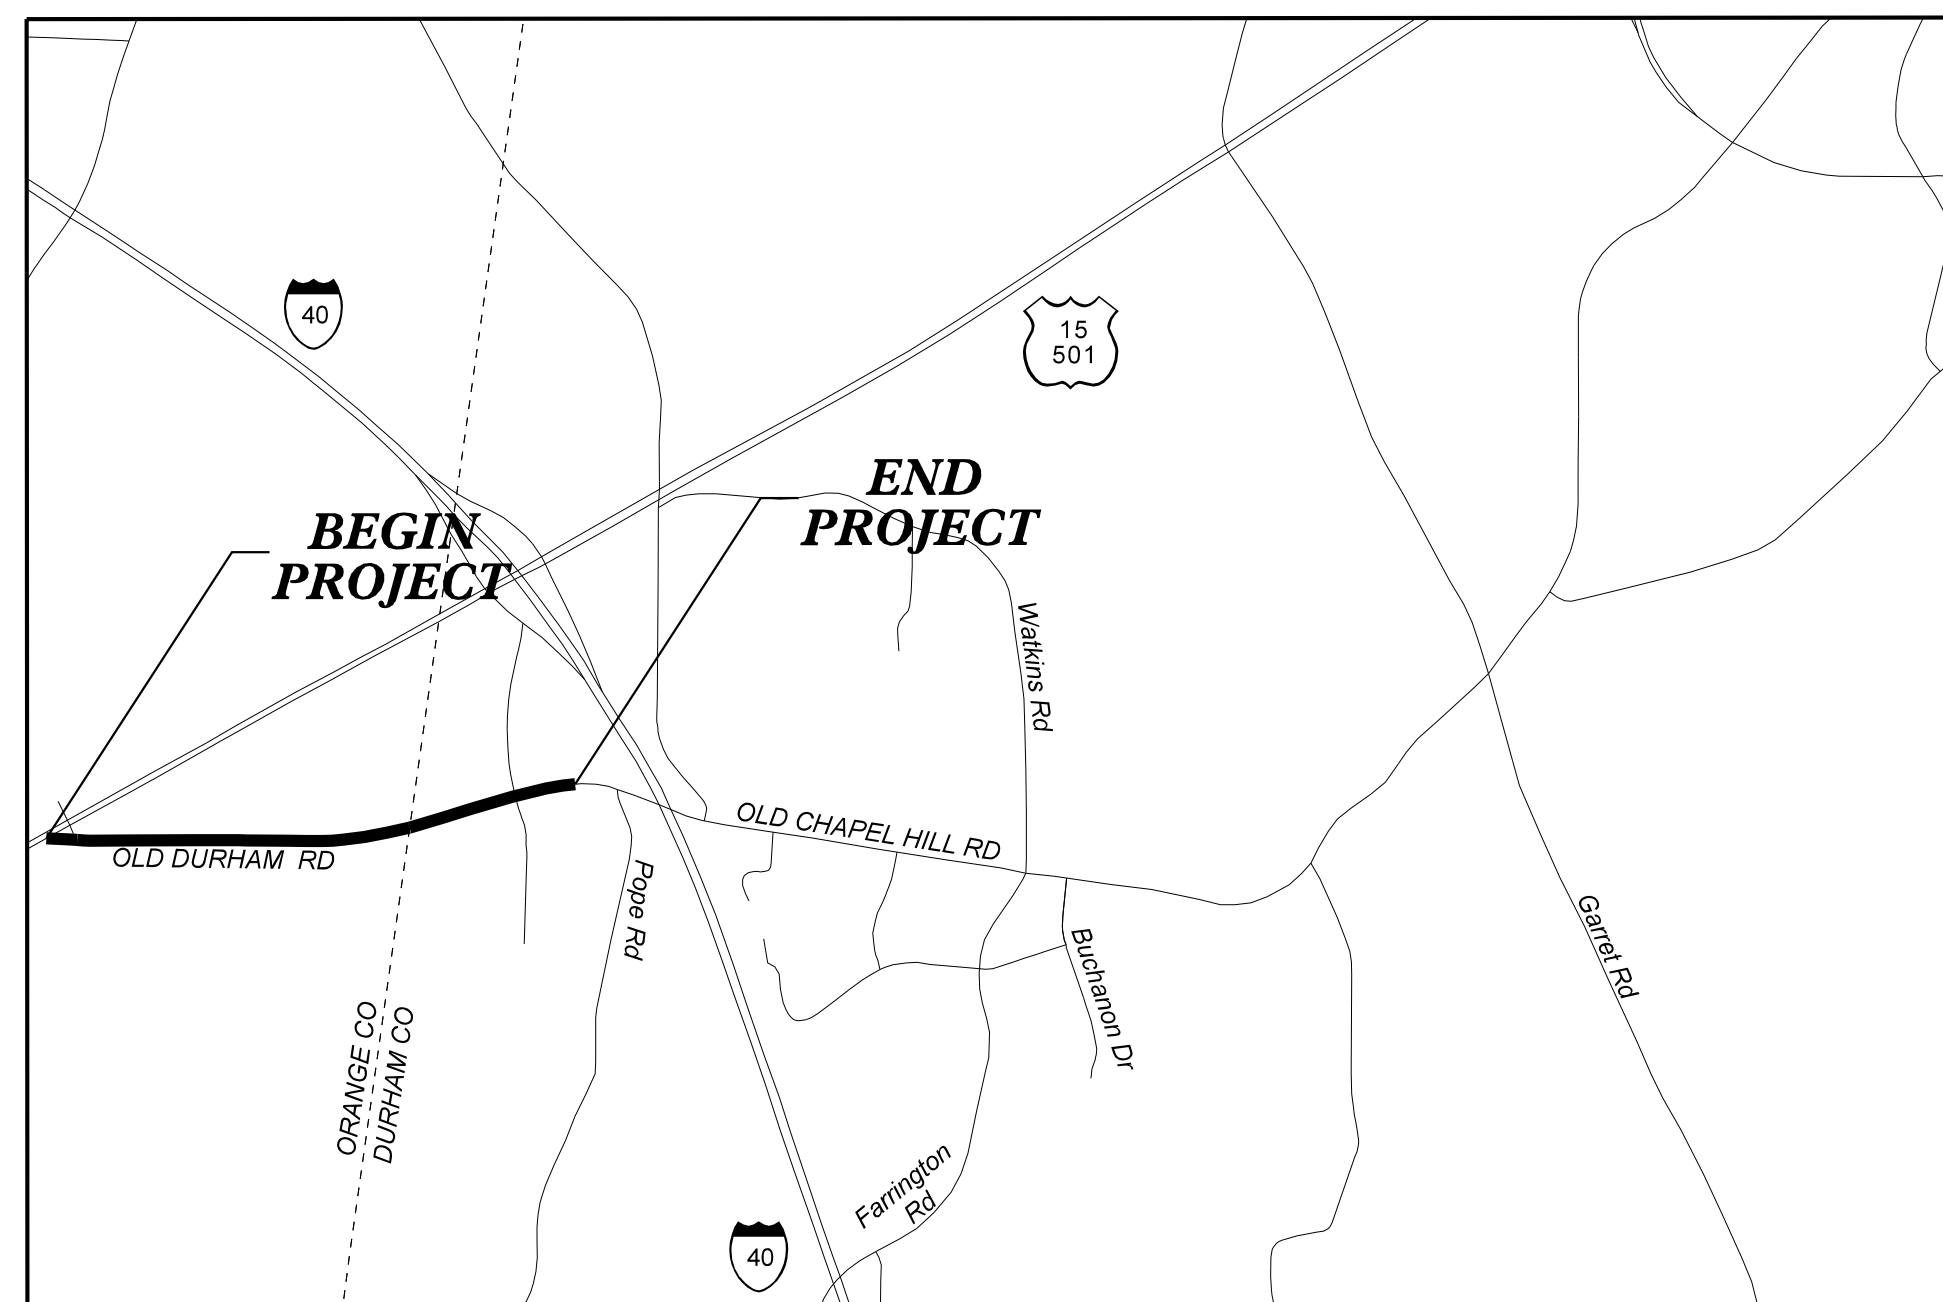 40
15
501
END
PROJECT
BEGIN
PROJECT
Watkins Rd
OLD CHAPEL HILL RD
OLD DURHAM RD
Pope Rd
Garret Rd
Buchanon Dr
ORANGE CO
DURHAM CO
Farrington
Rd
40